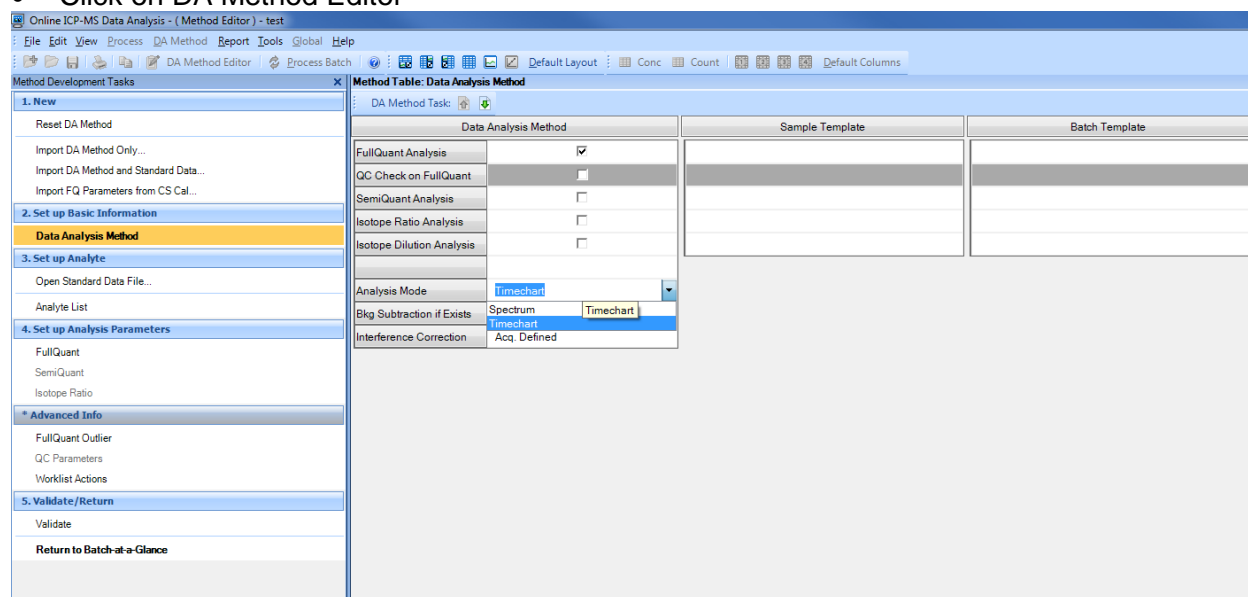 • Click on DA Method Editor
Online ICP-MS Data Analysis - ( Method Editor ) - test
File Edit View Process DA Method Report Tools Global Help
DA Method Editor Process Batch Default Layout Conc Count Default Columns
Method Development Tasks x
1. New
Reset DA Method
Import DA Method Only...
Import DA Method and Standard Data...
Import FQ Parameters from CS Cal...
2. Set up Basic Information
Data Analysis Method
3. Set up Analyte
Open Standard Data File...
Analyte List
4. Set up Analysis Parameters
FullQuant
SemiQuant
Isotope Ratio
* Advanced Info
FullQuant Outlier
QC Parameters
Worklist Actions
5. Validate/Return
Validate
Return to Batch-at-a-Glance
Method Table: Data Analysis Method
DA Method Task:
Data Analysis Method Sample Template Batch Template
FullQuant Analysis
QC Check on FullQuant
SemiQuant Analysis
Isotope Ratio Analysis
Isotope Dilution Analysis
Analysis Mode Timechart
Bkg Subtraction if Exists Spectrum Timechart
Timechart
Interference Correction Acq. Defined